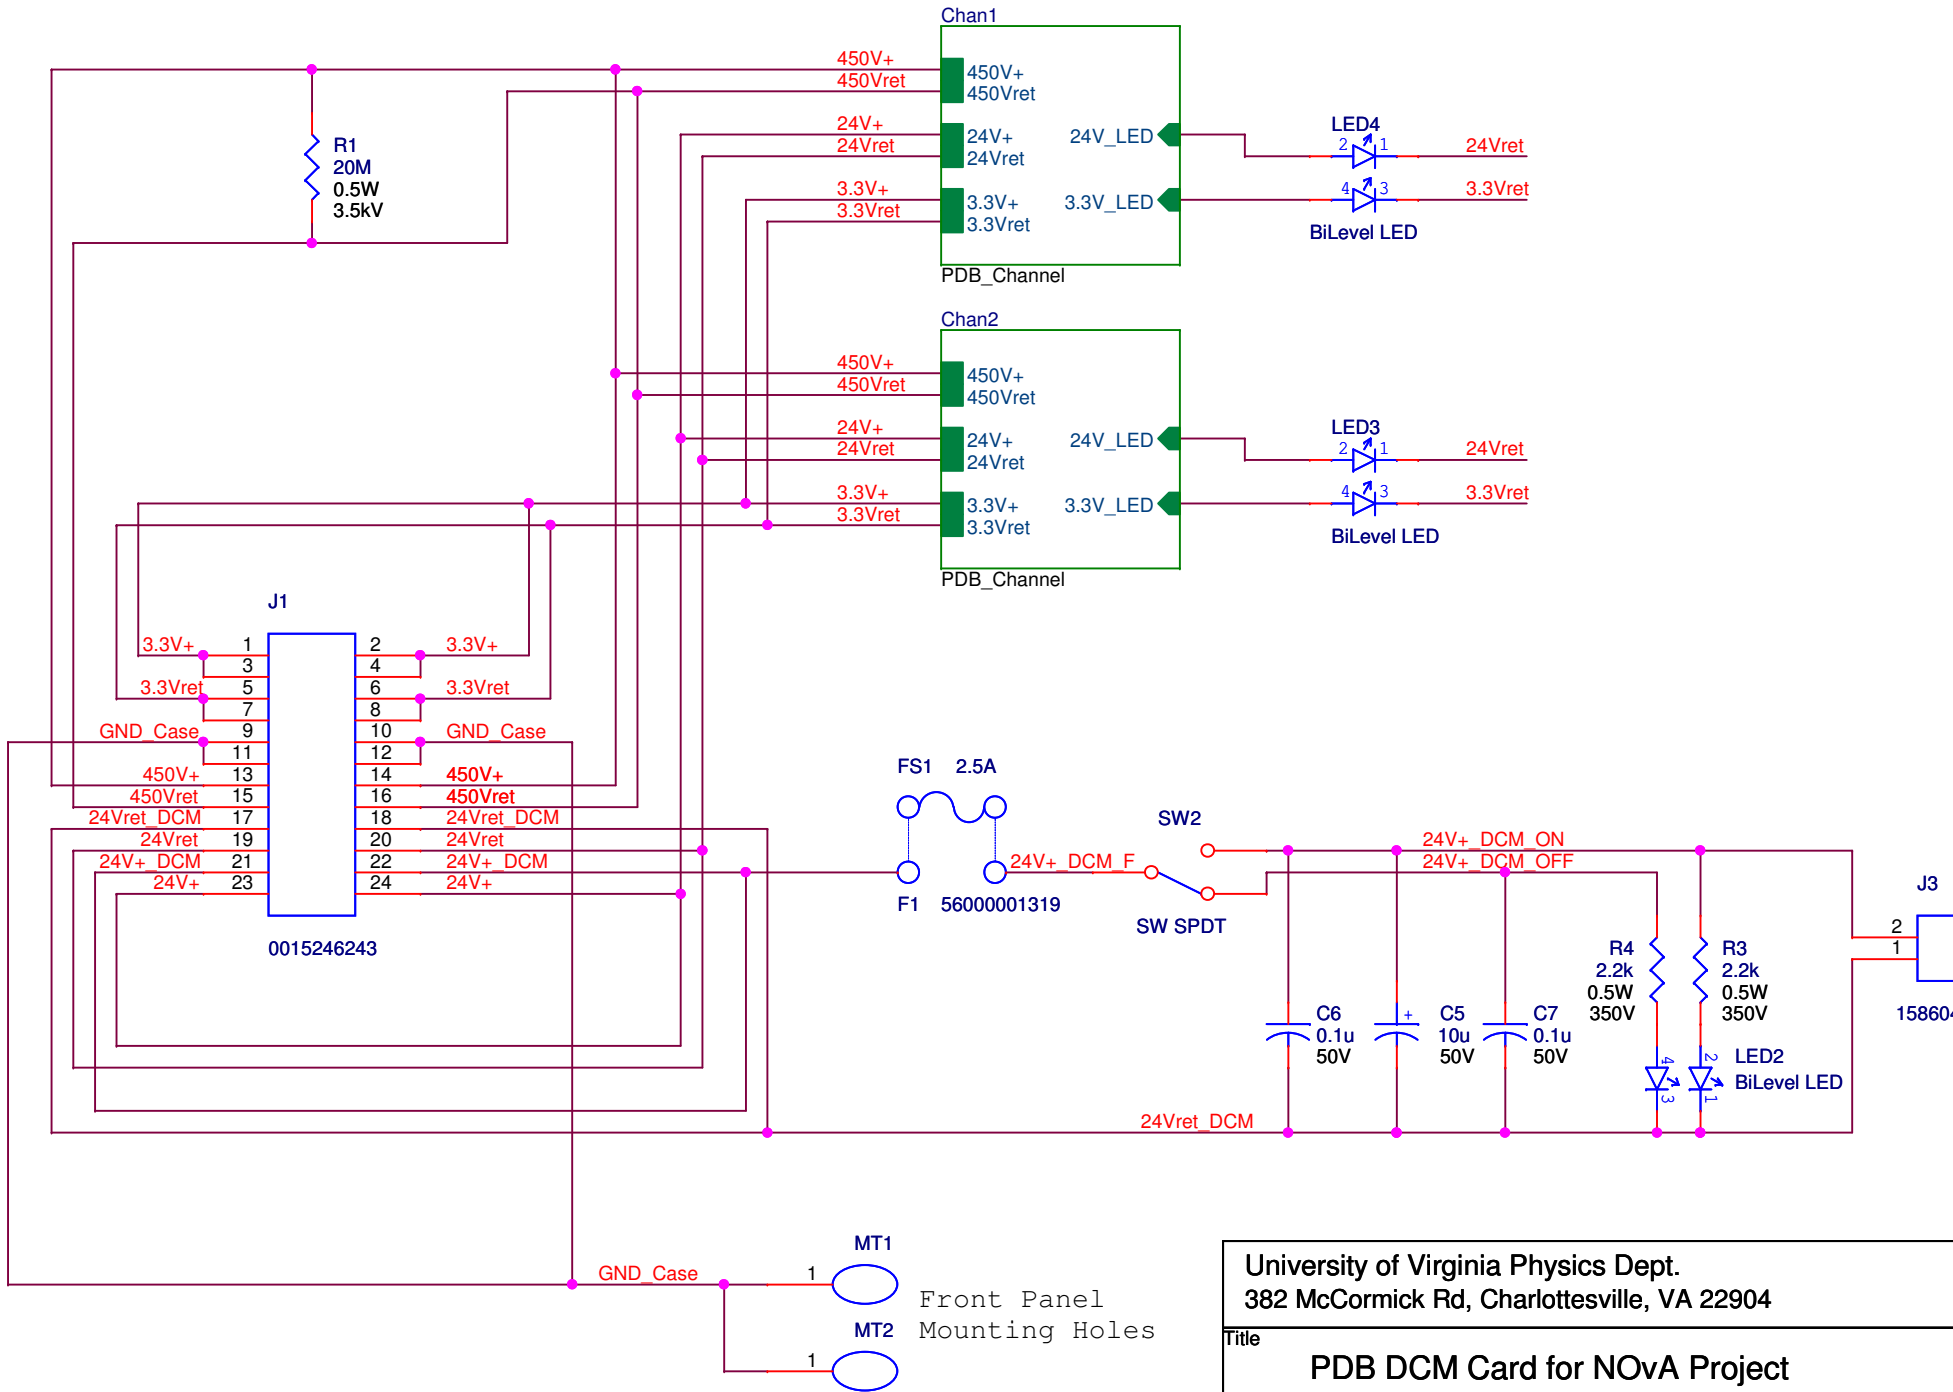 Chan1
450V+
450Vret
450V+
450Vret
24V+
24Vret
24V+
24Vret
24V_LED
3.3V+
3.3Vret
3.3V+
3.3Vret
3.3V_LED
PDB_Channel
LED4
2 1
24Vret
4 3
3.3Vret
BiLevel LED
R1
20M
0.5W
3.5kV
Chan2
450V+
450Vret
450V+
450Vret
24V+
24Vret
24V+
24Vret
24V_LED
3.3V+
3.3Vret
3.3V+
3.3Vret
3.3V_LED
PDB_Channel
LED3
2 1
24Vret
4 3
3.3Vret
BiLevel LED
J1
3.3V+ 1 2 3.3V+
3 4
3.3Vret 5 6 3.3Vret
7 8
GND_Case 9 10 GND_Case
11 12
450V+ 13 14 450V+
450Vret 15 16 450Vret
24Vret_DCM 17 18 24Vret_DCM
24Vret 19 20 24Vret
24V+_DCM 21 22 24V+_DCM
24V+ 23 24 24V+
0015246243
FS1 2.5A
F1 56000001319
24V+_DCM_F
SW2
SW SPDT
24V+_DCM_ON
24V+_DCM_OFF
J3
2
1
158604
R4
2.2k
0.5W
350V
R3
2.2k
0.5W
350V
C6
0.1u
50V
+
C5
10u
50V
C7
0.1u
50V
4
3
2
1
LED2
BiLevel LED
24Vret_DCM
GND_Case
MT1
1
MT2
1
Front Panel
Mounting Holes
University of Virginia Physics Dept.
382 McCormick Rd, Charlottesville, VA 22904
Title
PDB DCM Card for NOvA Project